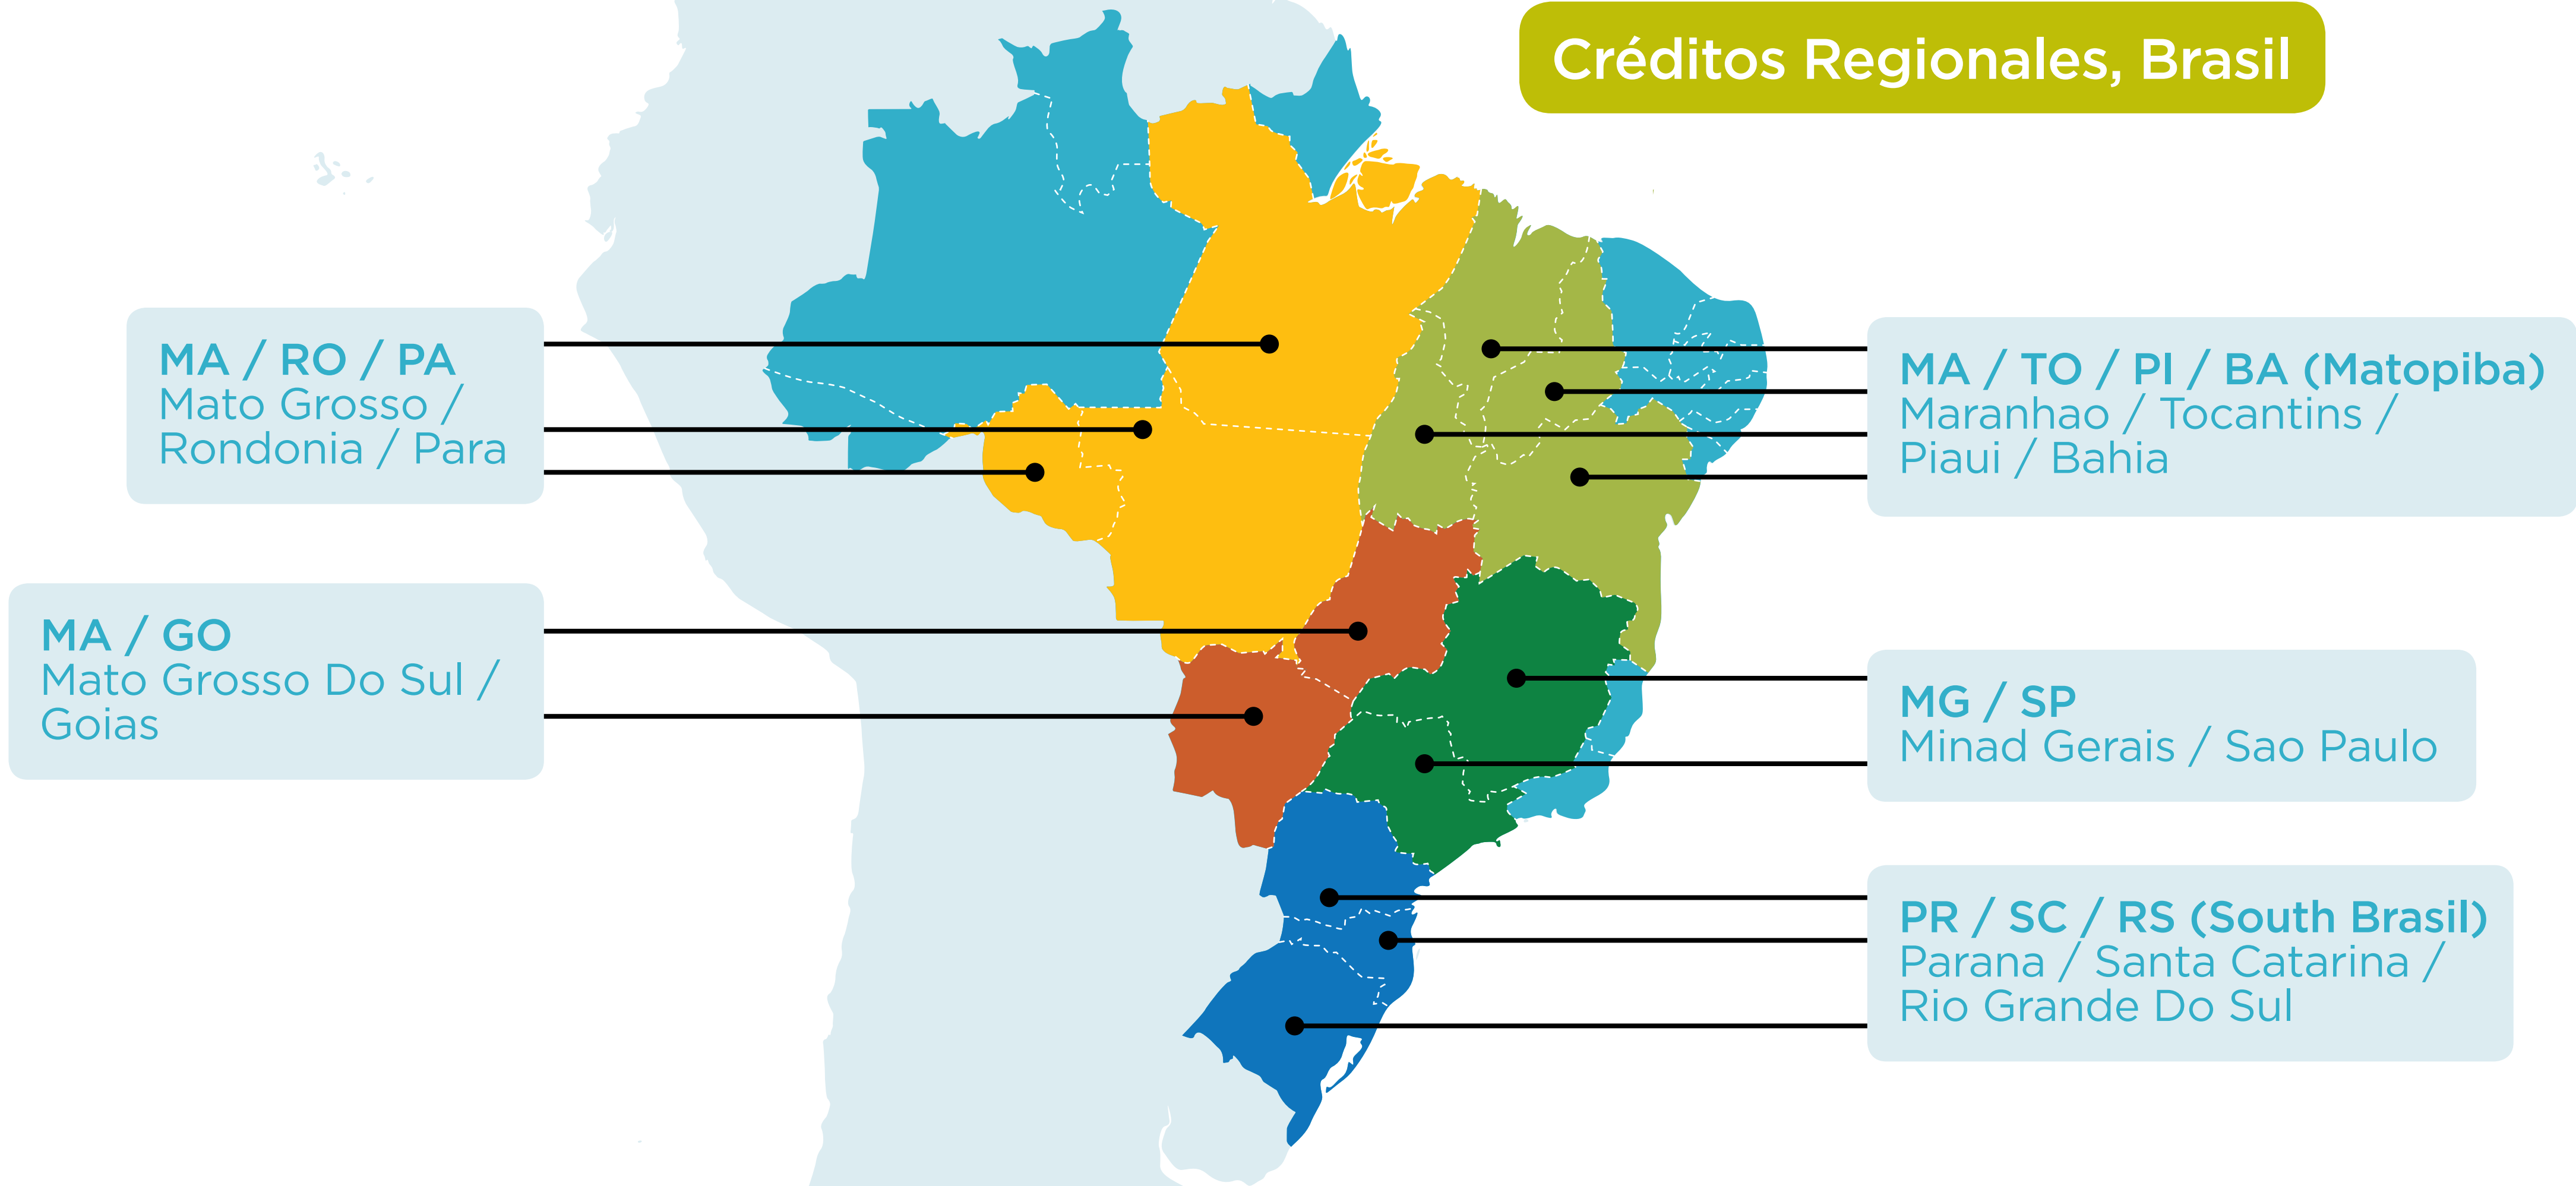 Créditos Regionales, Brasil
MA / RO / PA
Mato Grosso /
Rondonia / Para
MA / GO
Mato Grosso Do Sul /
Goias
MA / TO / PI / BA (Matopiba)
Maranhao / Tocantins /
Piaui / Bahia
MG / SP
Minad Gerais / Sao Paulo
PR / SC / RS (South Brasil)
Parana / Santa Catarina /
Rio Grande Do Sul